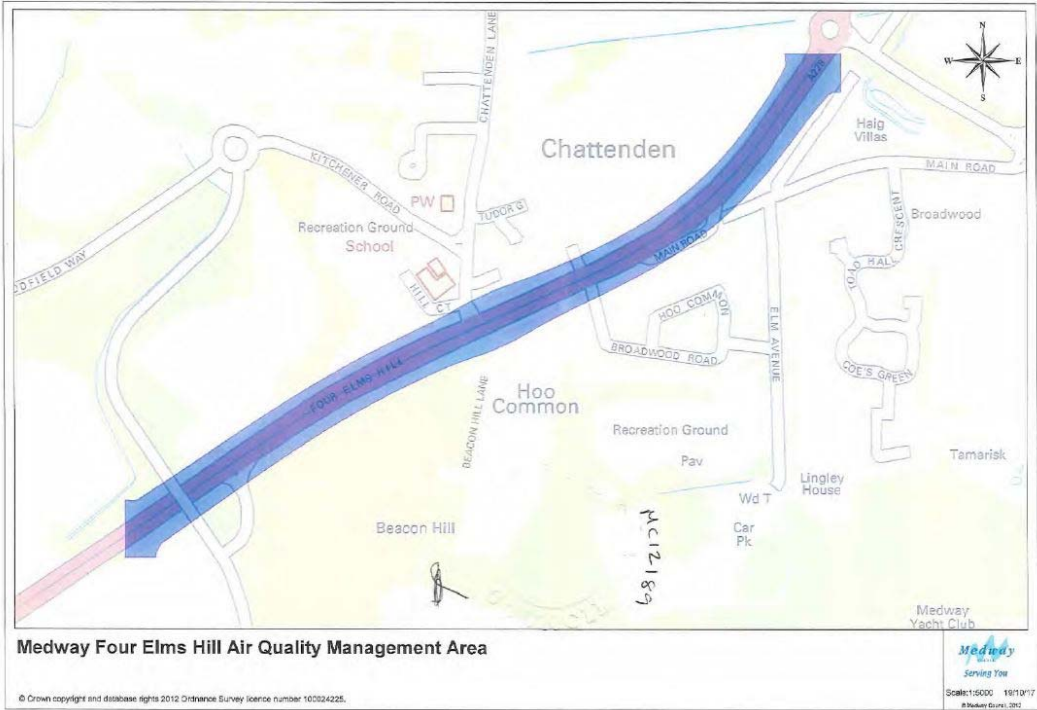 N
W E
S
CHATTENDEN LANE
A228
Haig
Villas
Chattenden
MAIN ROAD
KITCHENER ROAD
PW
TUDOR G
Broadwood
Recreation Ground
School
CRESCENT
TOAD HALL
HILL CT
MAIN ROAD
HOO COMMON
ELM AVENUE
BROADWOOD ROAD
COE'S GREEN
FOUR ELMS HILL
Hoo
Common
BEACON HILL LANE
Recreation Ground
Pav
Tamarisk
Lingley
House
Wd T
Beacon Hill
Car
Pk
MC12189
Medway
Yacht Club
Medway Four Elms Hill Air Quality Management Area
Medway
Serving You
© Crown copyright and database rights 2012 Ordnance Survey licence number 100024225.
Scale:1:5000 19/10/17
© Medway Council, 2012